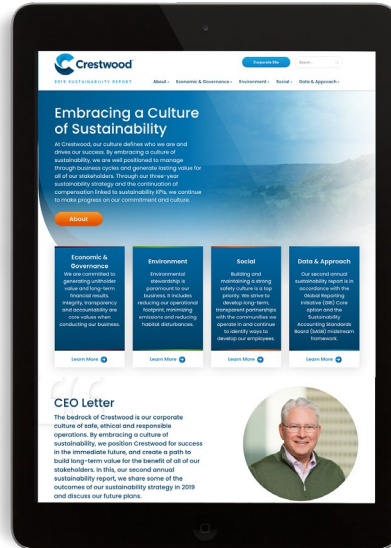 Crestwood
Corporate Site
Search...
2019 SUSTAINABILITY REPORT
About
Economic & Governance
Environment
Social
Data & Approach
Embracing a Culture
of Sustainability
At Crestwood, our culture defines who we are and
drives our success. By embracing a culture of
sustainability, we are well positioned to manage
through business cycles and generate lasting value for
all of our stakeholders. Through our three-year
sustainability strategy and the continuation of
compensation linked to sustainability KPIs, we continue
to make progress on our commitment and culture.
About
Economic &
Governance
We are committed to
generating unitholder
value and long-term
financial results.
Integrity, transparency
and accountability are
core values when
conducting our business.
Learn More
Environment
Environmental
stewardship is
paramount to our
business. It includes
reducing our operational
footprint, minimizing
emissions and reducing
habitat disturbances.
Learn More
Social
Building and
maintaining a strong
safety culture is a top
priority. We strive to
develop long-term,
transparent partnerships
with the communities we
operate in and continue
to identify ways to
develop our employees.
Learn More
Data & Approach
Our second annual
sustainability report is in
accordance with the
Global Reporting
Initiative (GRI) Core
option and the
Sustainability
Accounting Standards
Board (SASB) midstream
framework.
Learn More
CEO Letter
The bedrock of Crestwood is our corporate
culture of safe, ethical and responsible
operations. By embracing a culture of
sustainability, we position Crestwood for success
in the immediate future, and create a path to
build long-term value for the benefit of all of our
stakeholders. In this, our second annual
sustainability report, we share some of the
outcomes of our sustainability strategy in 2019
and discuss our future plans.